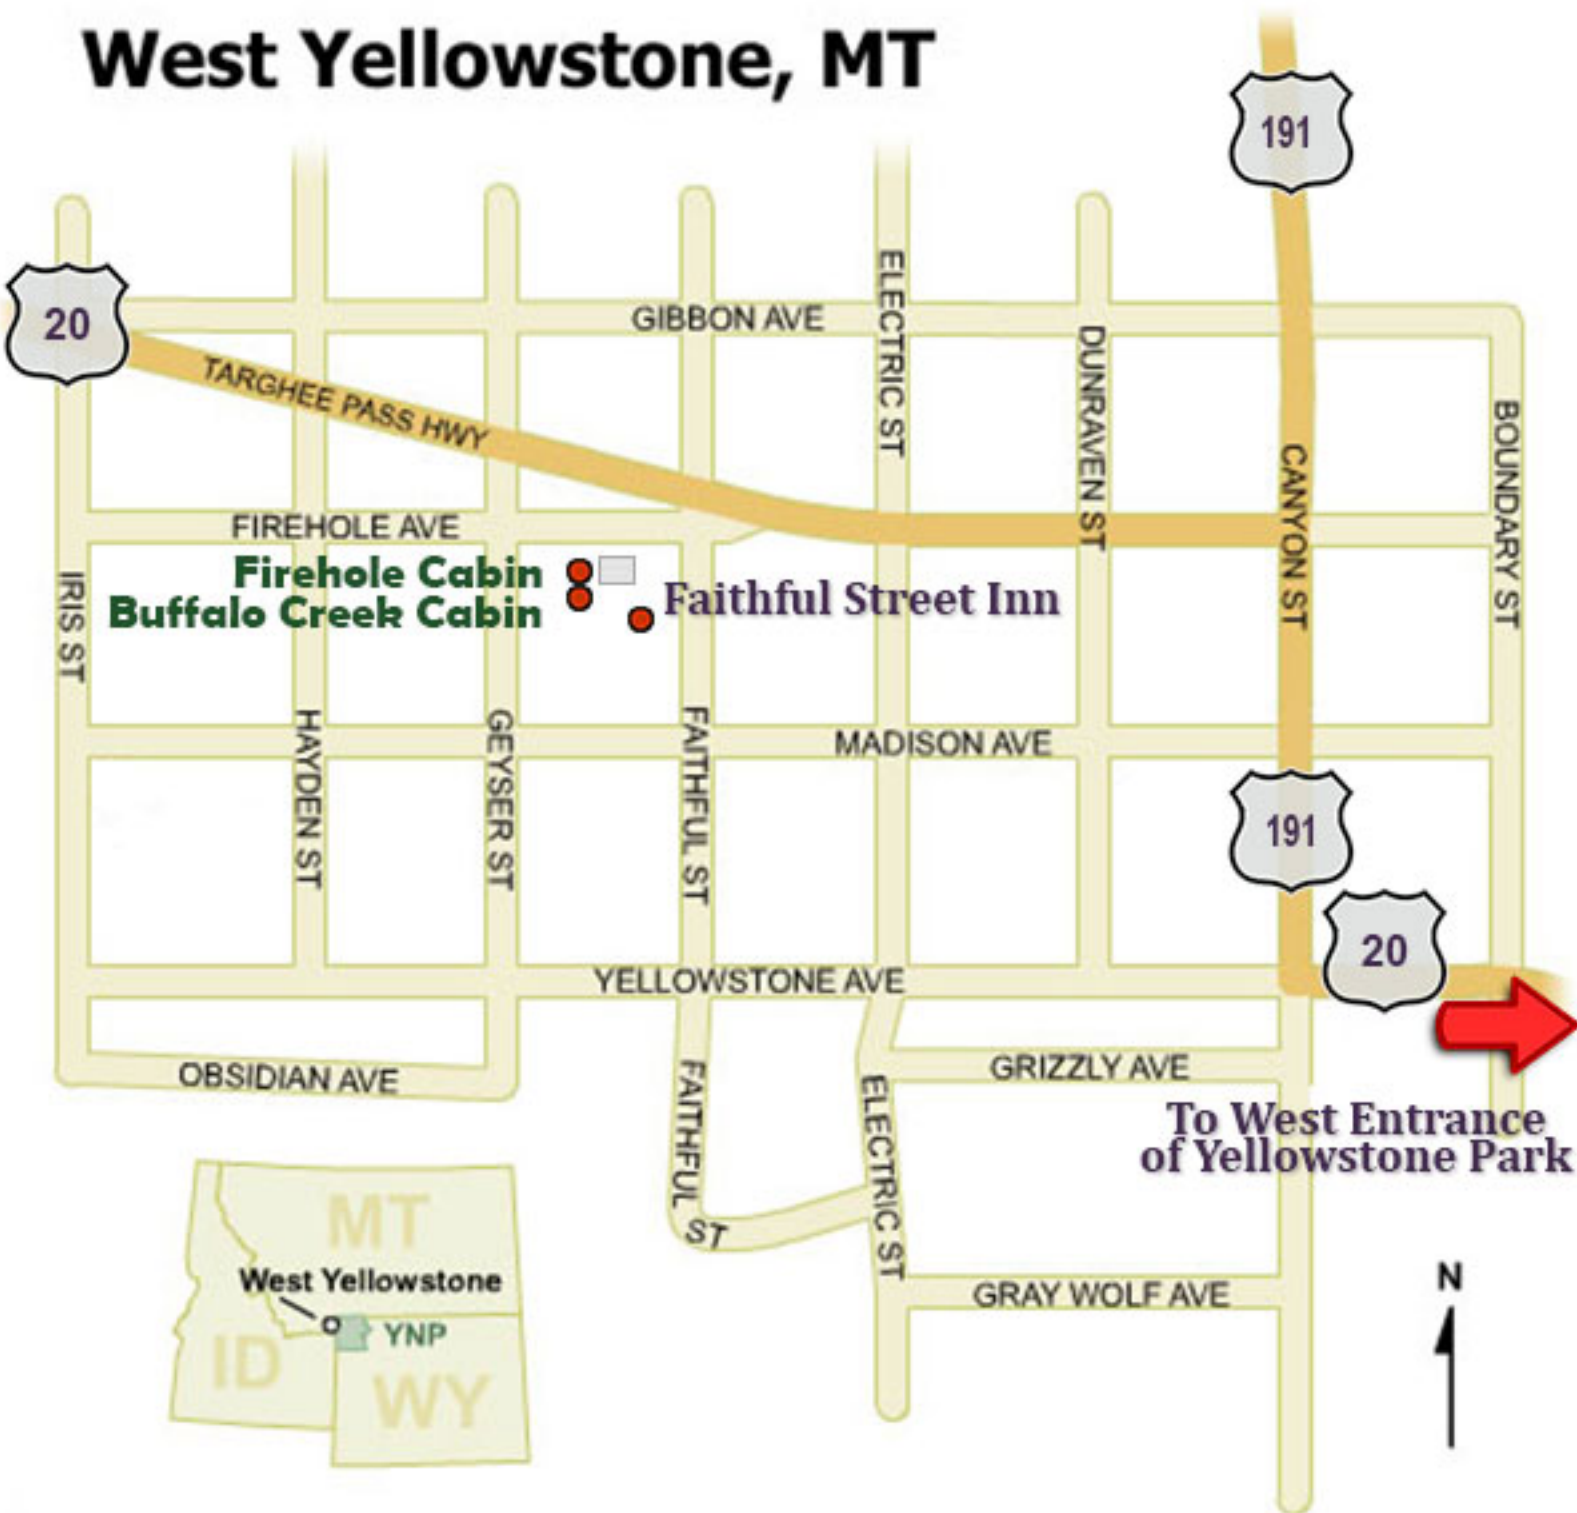 West Yellowstone, MT
191
20
GIBBON AVE
ELECTRIC ST
DUNRAVEN ST
TARGHEE PASS HWY
CANYON ST
BOUNDARY ST
FIREHOLE AVE
IRIS ST
Firehole Cabin
Buffalo Creek Cabin
Faithful Street Inn
HAYDEN ST
GEYSER ST
FAITHFUL ST
MADISON AVE
191
20
YELLOWSTONE AVE
OBSIDIAN AVE
FAITHFUL ST
ELECTRIC ST
GRIZZLY AVE
To West Entrance
of Yellowstone Park
GRAY WOLF AVE
MT
West Yellowstone
YNP
ID
WY
N